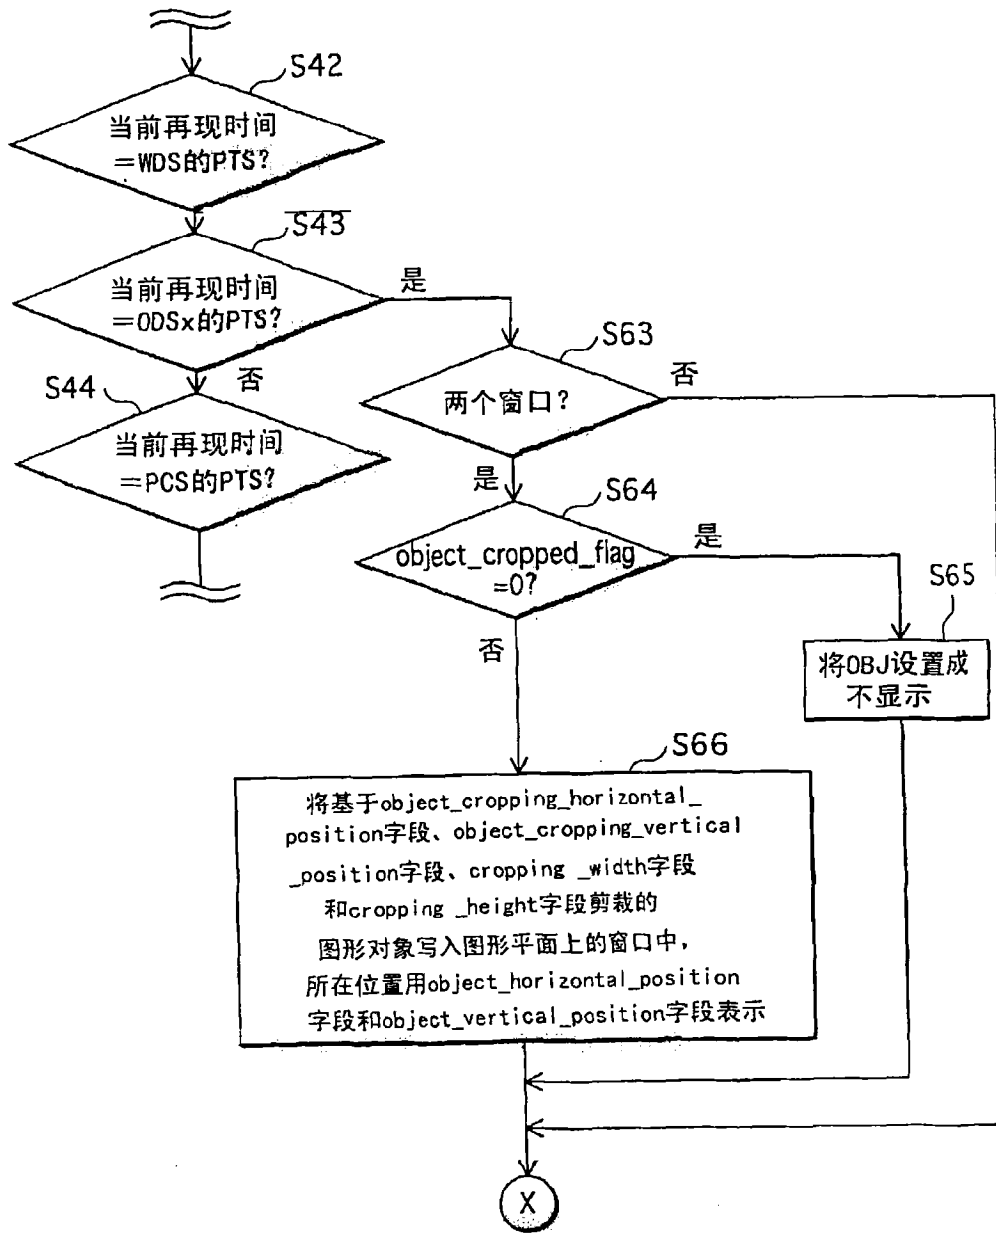 S42
当前再现时间
=WDS的PTS?
S43
当前再现时间
=ODSx的PTS?
是
否
S44
当前再现时间
=PCS的PTS?
S63
两个窗口?
否
是
S64
object_cropped_flag
=0?
是
否
S65
将OBJ设置成
不显示
S66
将基于object_cropping_horizontal_
position字段、object_cropping_vertical
_position字段、cropping _width字段
和cropping _height字段剪裁的
图形对象写入图形平面上的窗口中,
所在位置用object_horizontal_position
字段和object_vertical_position字段表示
X